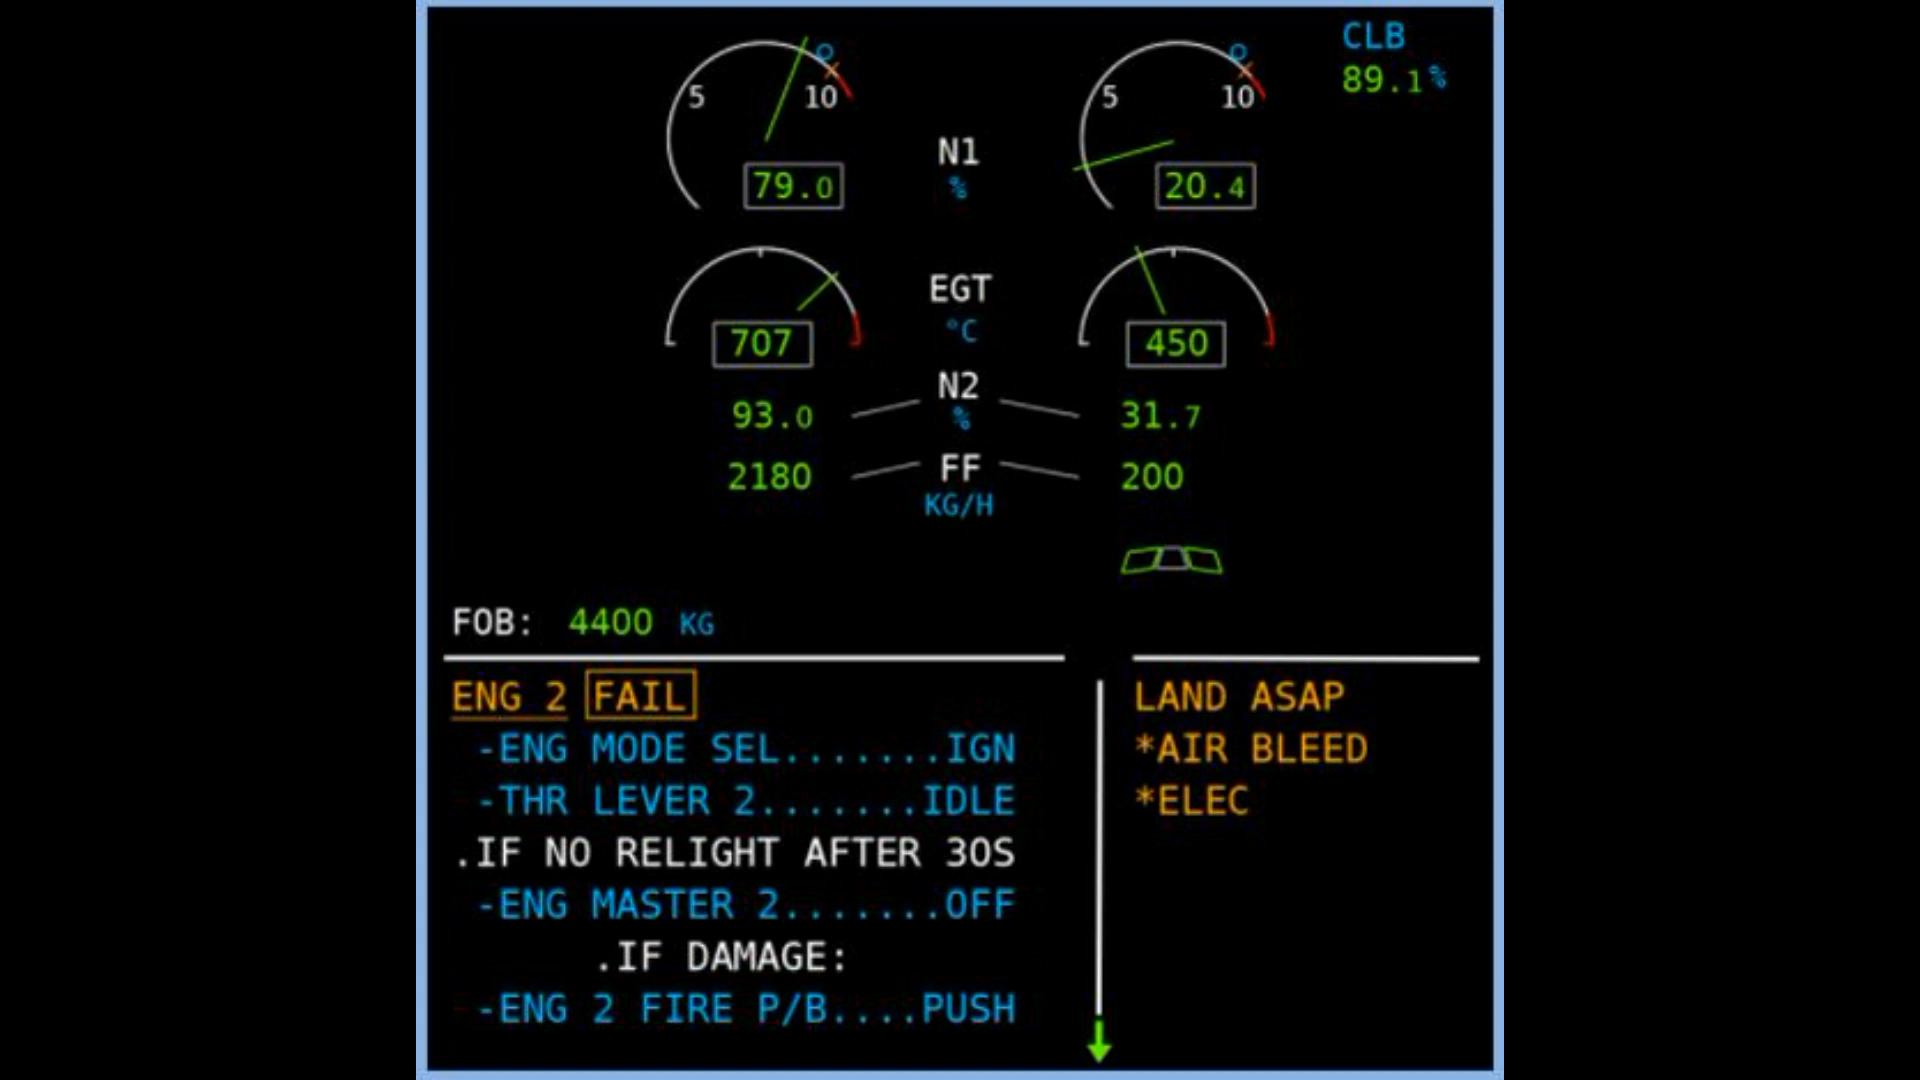 CLB
89.1%
5 10
5 10
N1
%
79.0
20.4
EGT
°C
707
450
N2
%
93.0
31.7
FF
KG/H
2180
200
FOB: 4400 KG
ENG 2 FAIL
-ENG MODE SEL.......IGN
-THR LEVER 2.......IDLE
.IF NO RELIGHT AFTER 30S
-ENG MASTER 2.......OFF
.IF DAMAGE:
-ENG 2 FIRE P/B....PUSH
LAND ASAP
*AIR BLEED
*ELEC